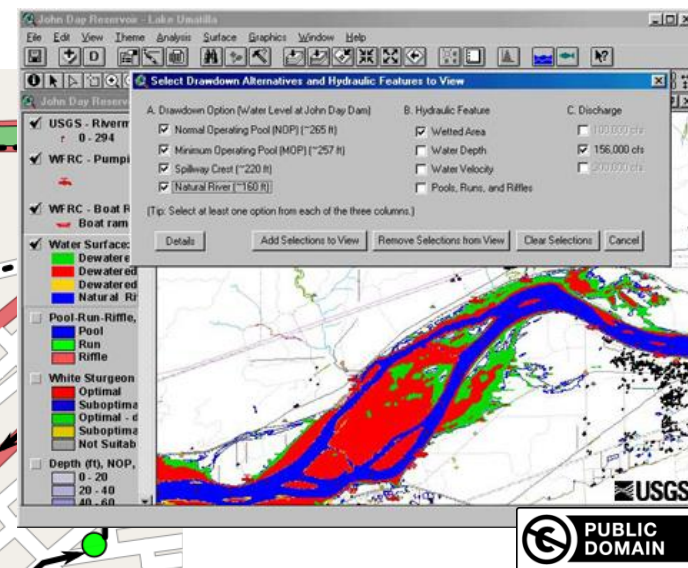 John Day Reservoir - Lake Umatilla
File Edit View Theme Analysis Surface Graphics Window Help
D
Select Drawdown Alternatives and Hydraulic Features to View
A. Drawdown Option (Water Level at John Day Dam)
B. Hydraulic Feature
C. Discharge
Normal Operating Pool (NOP) (~265 ft)
Minimum Operating Pool (MOP) (~257 ft)
Spillway Crest (~220 ft)
Natural River (~160 ft)
Wetted Area
Water Depth
Water Velocity
Pools, Runs, and Riffles
100,000 cfs
156,000 cfs
(Tip: Select at least one option from each of the three columns.)
Details
Add Selections to View
Remove Selections from View
Clear Selections
Cancel
John Day Reserv
USGS - Riverm
0 - 294
WFRC - Pumpi
WFRC - Boat R
Boat ram
Water Surface:
Dewatere
Dewatered
Dewatered
Natural Ri
Pool-Run-Riffle,
Pool
Run
Riffle
White Sturgeon
Optimal
Suboptima
Optimal - d
Suboptima
Not Suitab
Depth (ft), NOP,
0 - 20
20 - 40
40 - 60
USGS
PUBLIC
DOMAIN